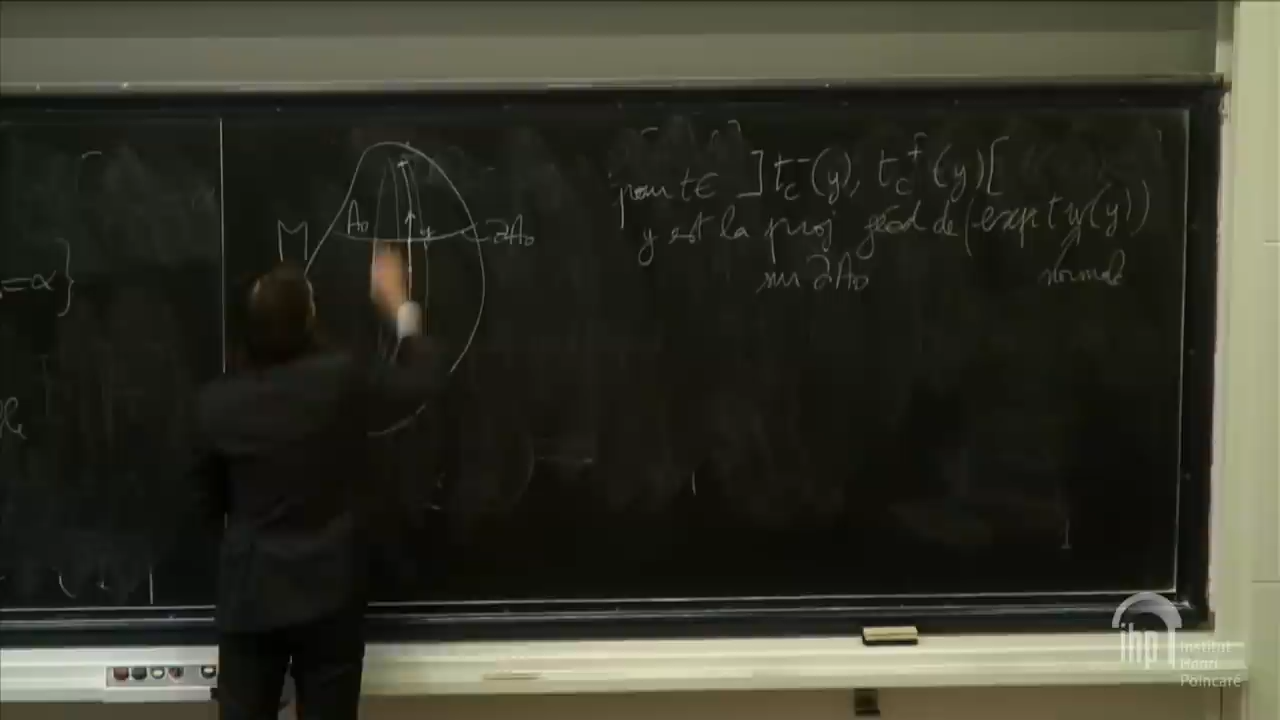 =α}
M
A₀
y
∂A₀
pour t∈ ]t_c^-(y), t_c^+(y)[
y est la proj géod de (exp t ν(y))
sur ∂A₀
normale
ihp
Institut
Henri
Poincaré